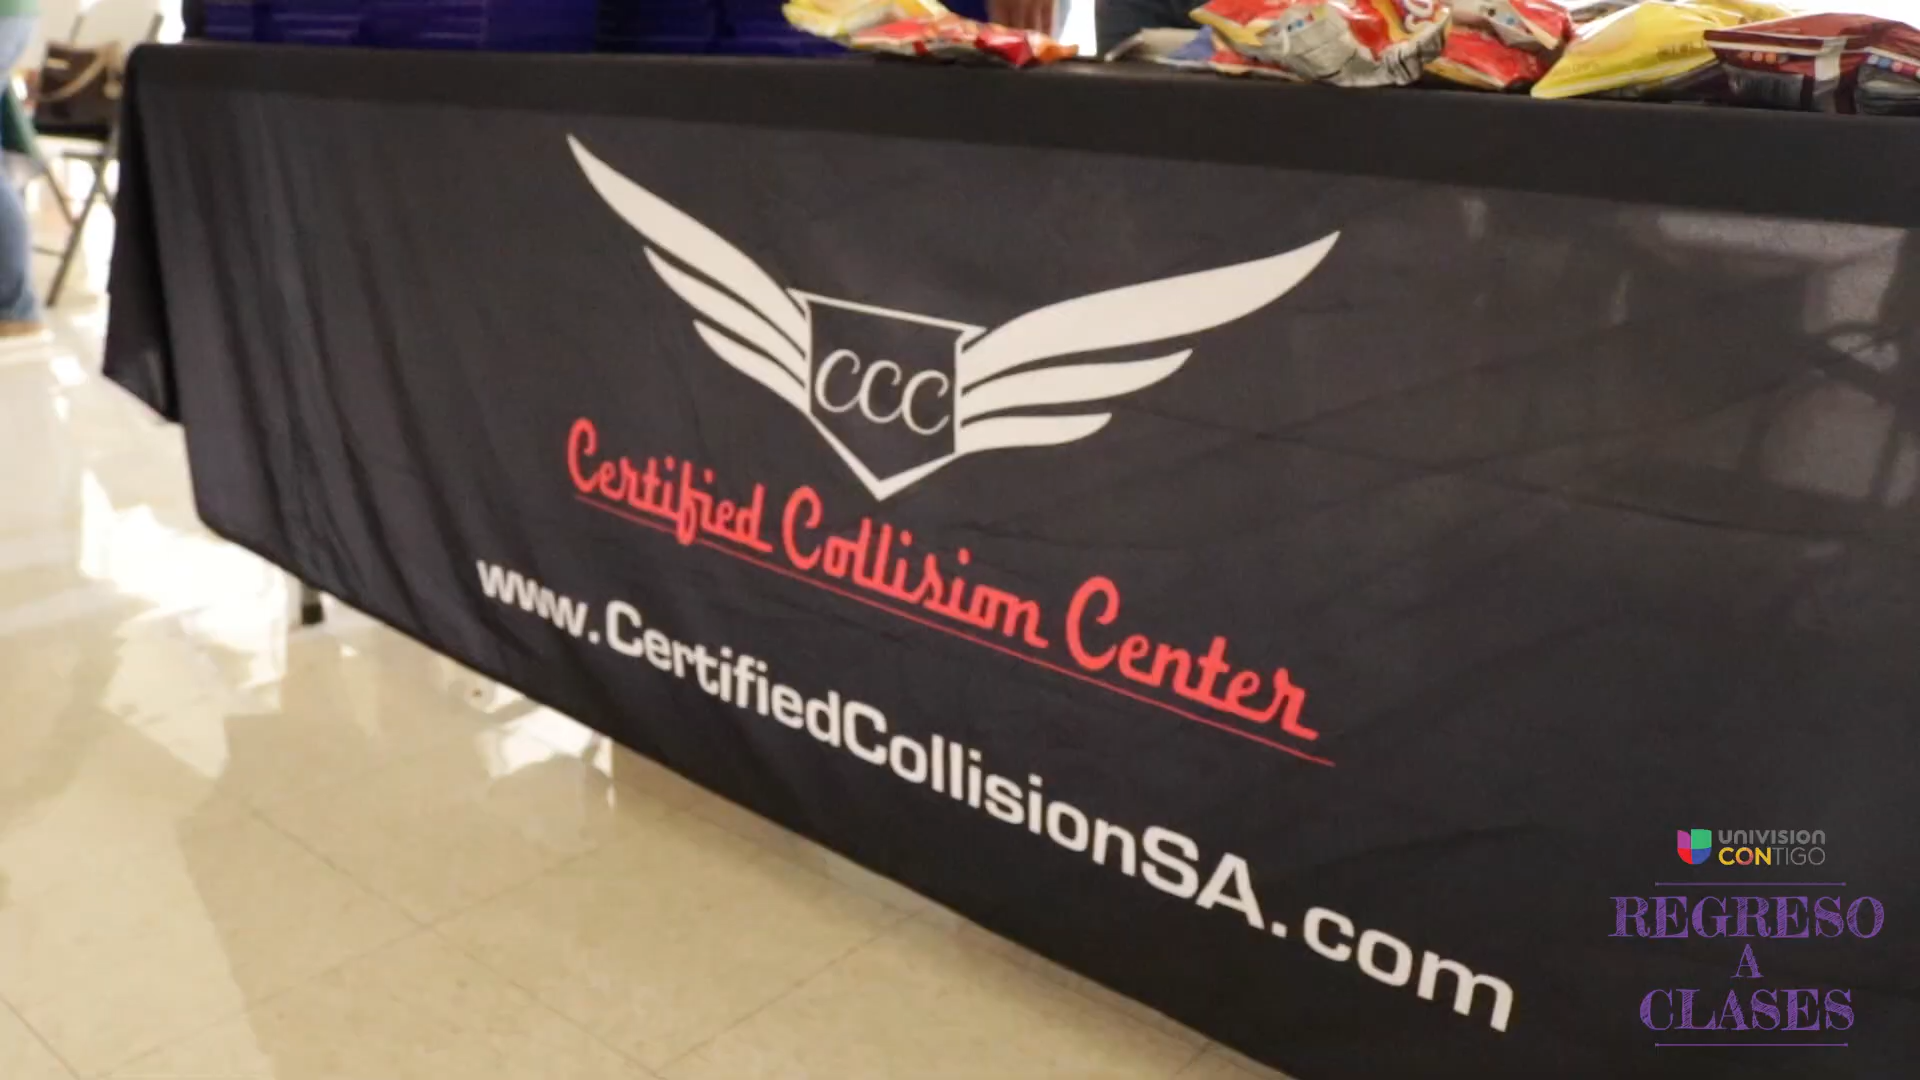 CCC
Certified Collision Center
www.CertifiedCollisionSA.com
UNIVISION
CONTIGO
REGRESO
A
CLASES